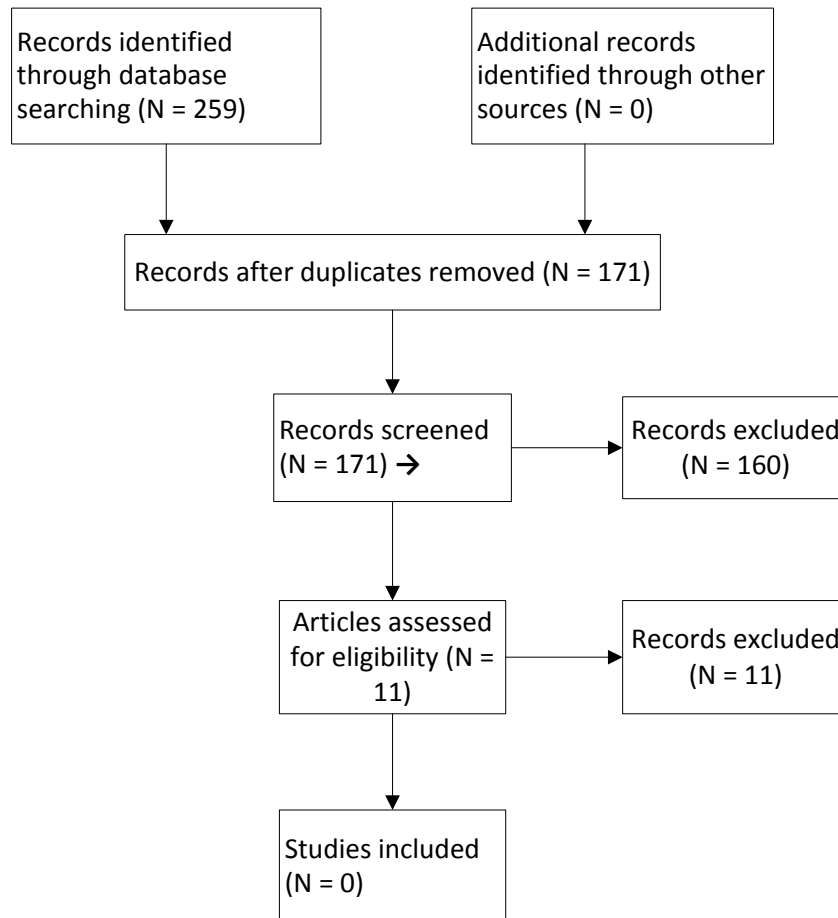 Records identified
through database
searching (N = 259)
Additional records
identified through other
sources (N = 0)
Records after duplicates removed (N = 171)
Records screened
(N = 171) →
Records excluded
(N = 160)
Articles assessed
for eligibility (N =
11)
Records excluded
(N = 11)
Studies included
(N = 0)